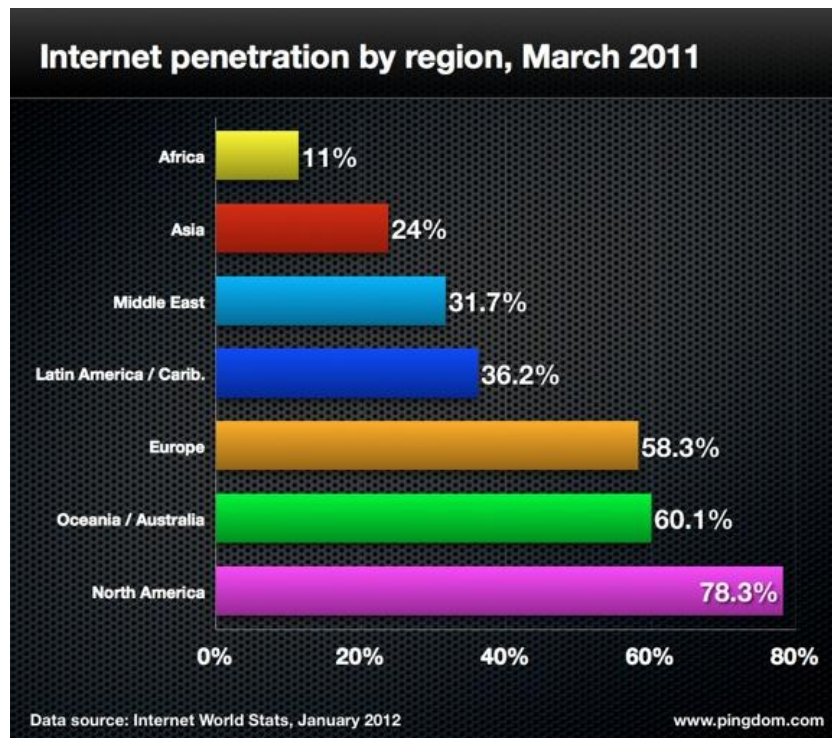 Internet penetration by region, March 2011
Africa 11%
Asia 24%
Middle East 31.7%
Latin America / Carib. 36.2%
Europe 58.3%
Oceania / Australia 60.1%
North America 78.3%
0% 20% 40% 60% 80%
Data source: Internet World Stats, January 2012 www.pingdom.com